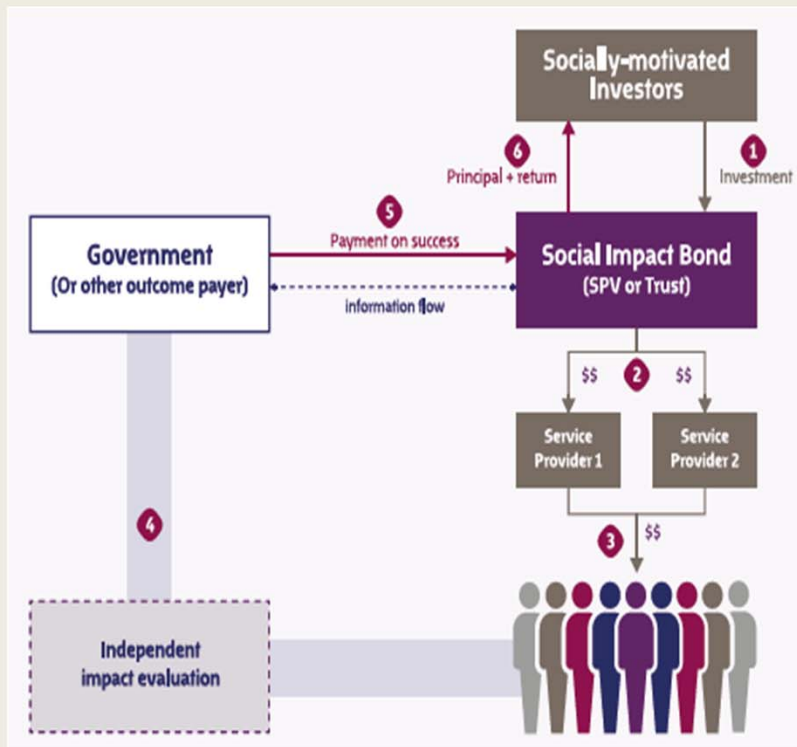 Socially-motivated
Investors
6
Principal + return
1
Investment
5
Payment on success
Government
(Or other outcome payer)
Social Impact Bond
(SPV or Trust)
information flow
$$
2
$$
Service
Provider 1
Service
Provider 2
3
$$
4
Independent
impact evaluation